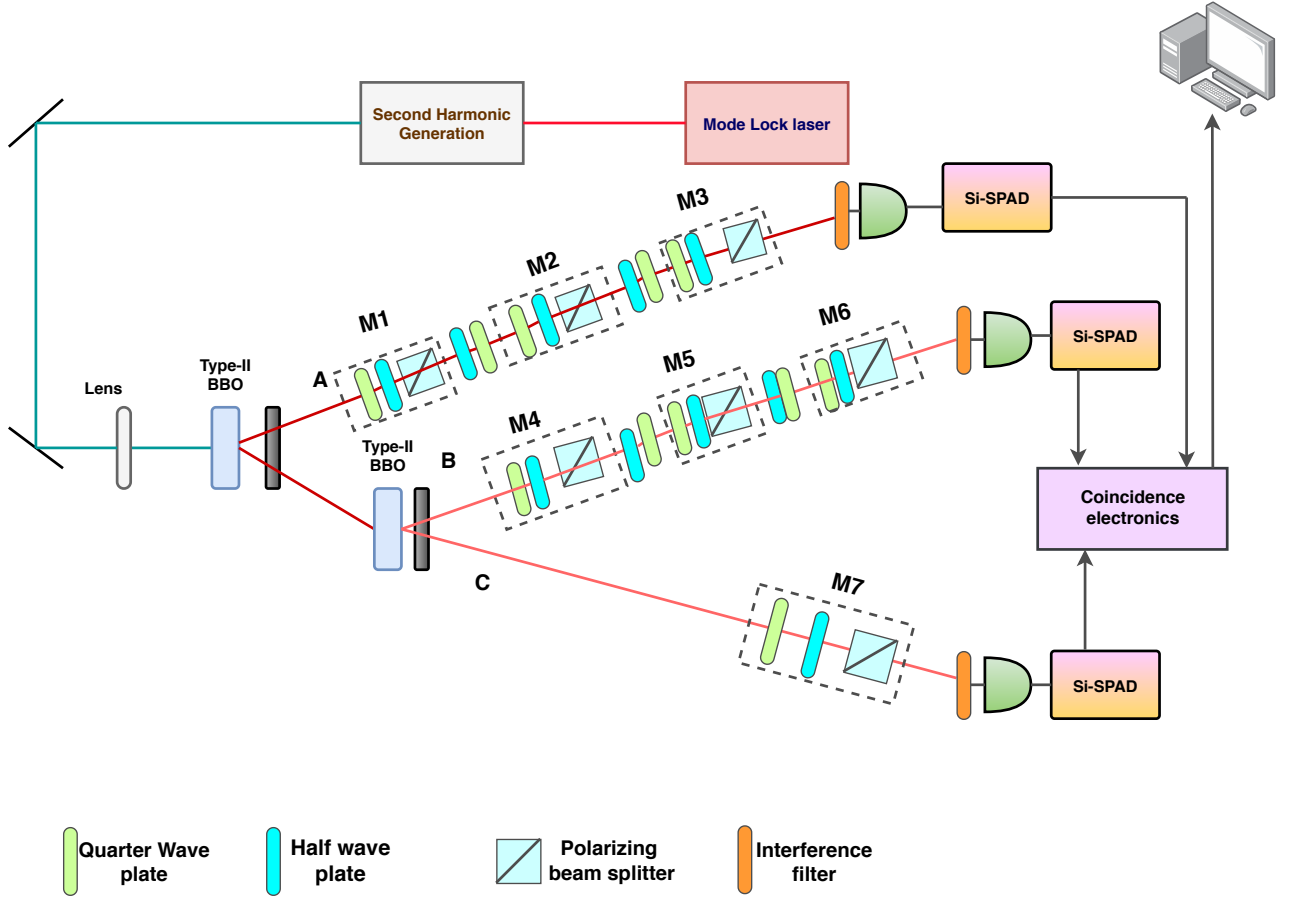 Second Harmonic
Generation
Mode Lock laser
M3
Si-SPAD
M2
M1
M6
Si-SPAD
Type-II
BBO
A
M5
Lens
M4
Type-II
BBO
B
Coincidence
electronics
C
M7
Si-SPAD
Quarter Wave
plate
Half wave
plate
Polarizing
beam splitter
Interference
filter